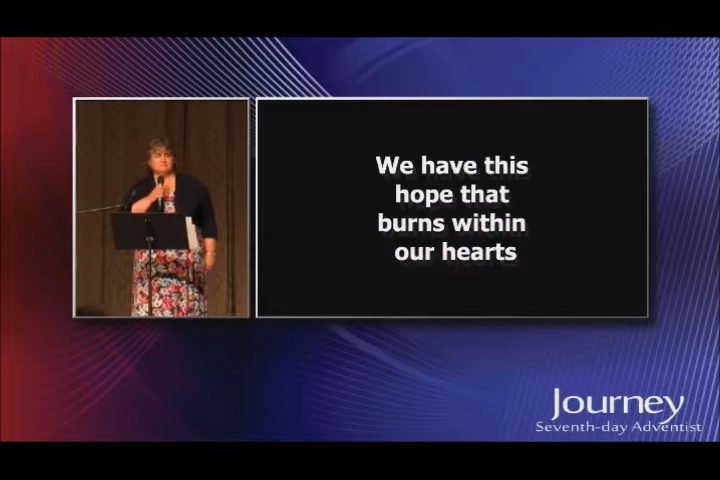 We have this
hope that
burns within
our hearts
Journey
Seventh-day Adventist